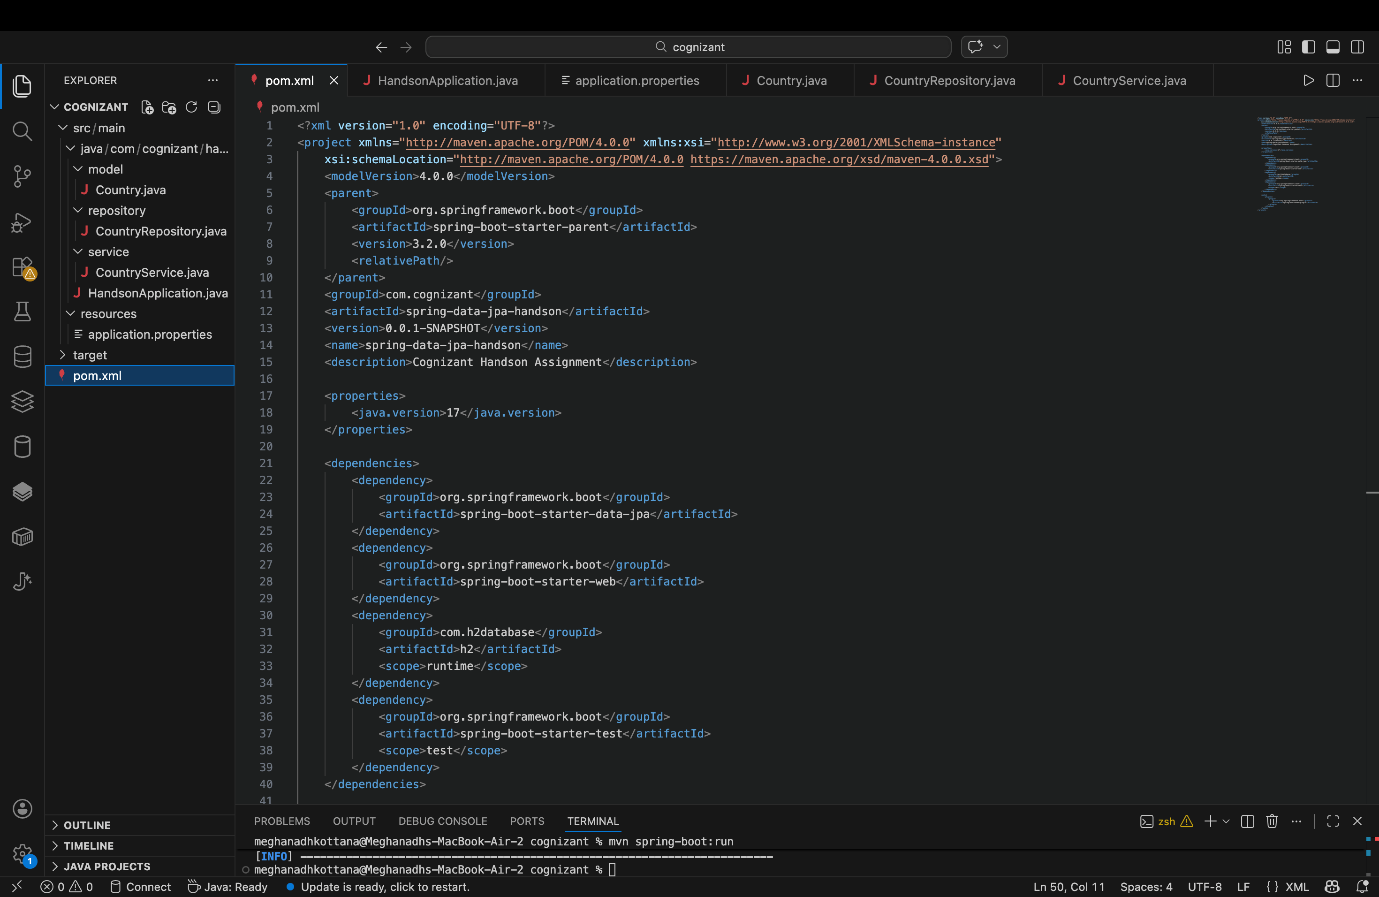 cognizant
EXPLORER
COGNIZANT
src/main
java/com/cognizant/ha...
model
Country.java
repository
CountryRepository.java
service
CountryService.java
HandsonApplication.java
resources
application.properties
target
pom.xml
OUTLINE
TIMELINE
JAVA PROJECTS
pom.xml
HandsonApplication.java
application.properties
Country.java
CountryRepository.java
CountryService.java
pom.xml
1 <?xml version="1.0" encoding="UTF-8"?>
2 <project xmlns="http://maven.apache.org/POM/4.0.0" xmlns:xsi="http://www.w3.org/2001/XMLSchema-instance"
3 xsi:schemaLocation="http://maven.apache.org/POM/4.0.0 https://maven.apache.org/xsd/maven-4.0.0.xsd">
4 <modelVersion>4.0.0</modelVersion>
5 <parent>
6 <groupId>org.springframework.boot</groupId>
7 <artifactId>spring-boot-starter-parent</artifactId>
8 <version>3.2.0</version>
9 <relativePath/>
10 </parent>
11 <groupId>com.cognizant</groupId>
12 <artifactId>spring-data-jpa-handson</artifactId>
13 <version>0.0.1-SNAPSHOT</version>
14 <name>spring-data-jpa-handson</name>
15 <description>Cognizant Handson Assignment</description>
16
17 <properties>
18 <java.version>17</java.version>
19 </properties>
20
21 <dependencies>
22 <dependency>
23 <groupId>org.springframework.boot</groupId>
24 <artifactId>spring-boot-starter-data-jpa</artifactId>
25 </dependency>
26 <dependency>
27 <groupId>org.springframework.boot</groupId>
28 <artifactId>spring-boot-starter-web</artifactId>
29 </dependency>
30 <dependency>
31 <groupId>com.h2database</groupId>
32 <artifactId>h2</artifactId>
33 <scope>runtime</scope>
34 </dependency>
35 <dependency>
36 <groupId>org.springframework.boot</groupId>
37 <artifactId>spring-boot-starter-test</artifactId>
38 <scope>test</scope>
39 </dependency>
40 </dependencies>
41
PROBLEMS OUTPUT DEBUG CONSOLE PORTS TERMINAL
zsh
meghanadhkottana@Meghanadhs-MacBook-Air-2 cognizant % mvn spring-boot:run
[INFO] ------------------------------------------------------------------------
meghanadhkottana@Meghanadhs-MacBook-Air-2 cognizant %
1
0 0 Connect Java: Ready Update is ready, click to restart.
Ln 50, Col 11 Spaces: 4 UTF-8 LF {} XML